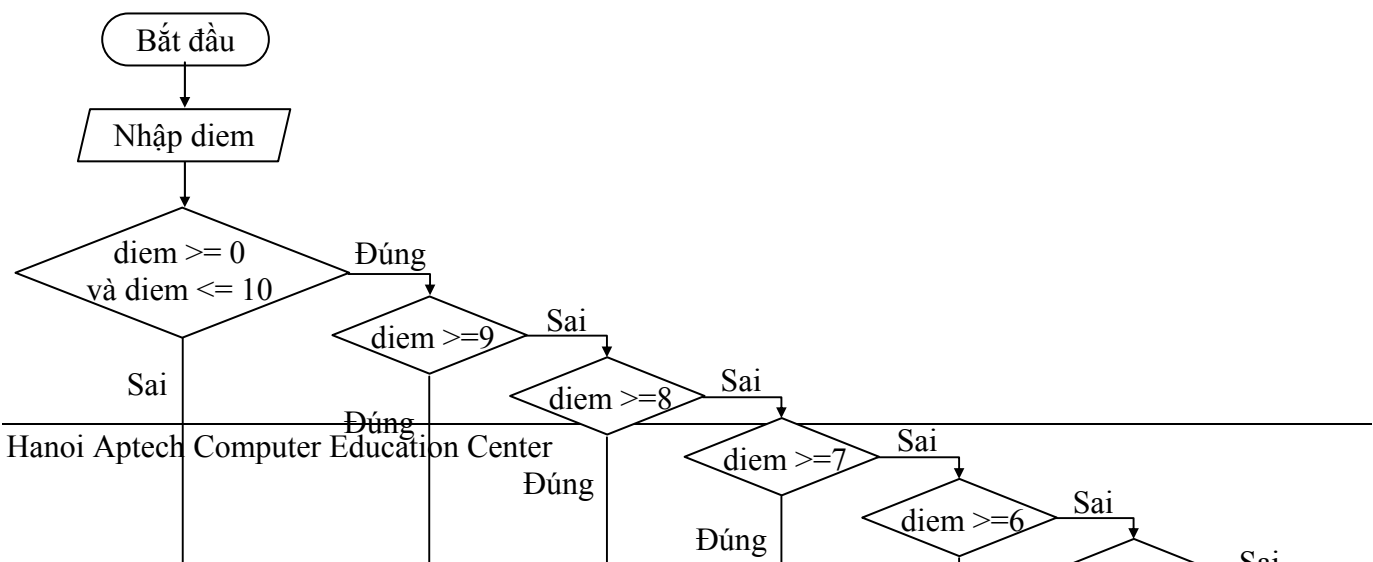 Bắt đầu
Nhập diem
diem >= 0
và diem <= 10
Đúng
diem >=9
Sai
diem >=8
Sai
Sai
Đúng
Hanoi Aptech Computer Education Center
diem >=7
Sai
Đúng
diem >=6
Sai
Đúng
Sai